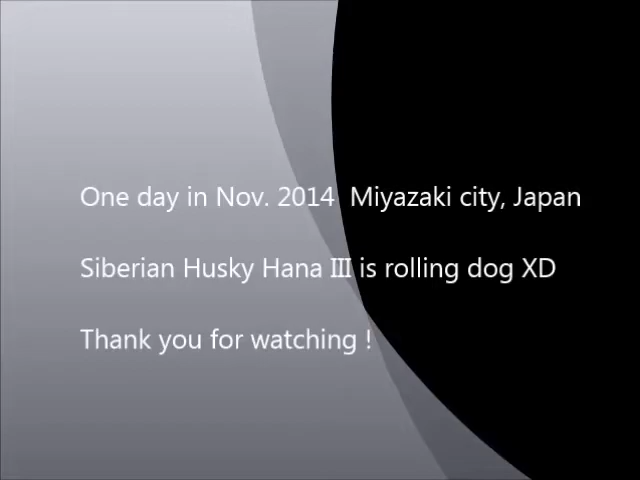 One day in Nov. 2014  Miyazaki city, Japan
Siberian Husky Hana Ⅲ is rolling dog XD
Thank you for watching !